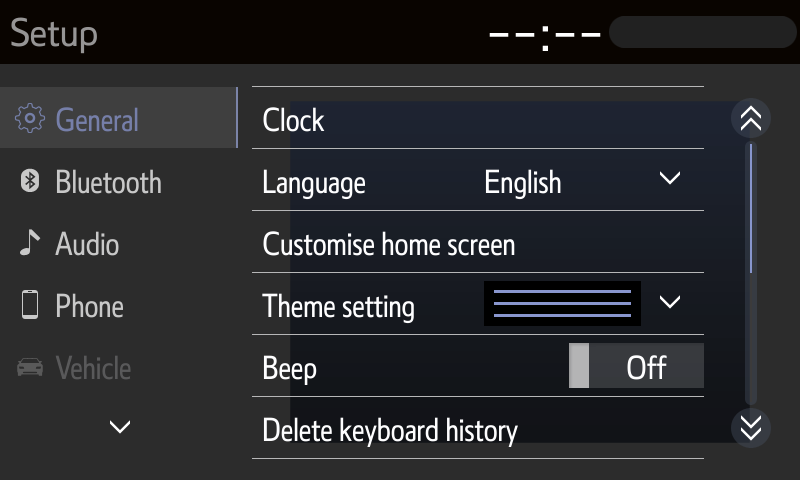 Setup
--:--
General
Bluetooth
Audio
Phone
Vehicle
Clock
Language English
Customise home screen
Theme setting
Beep Off
Delete keyboard history